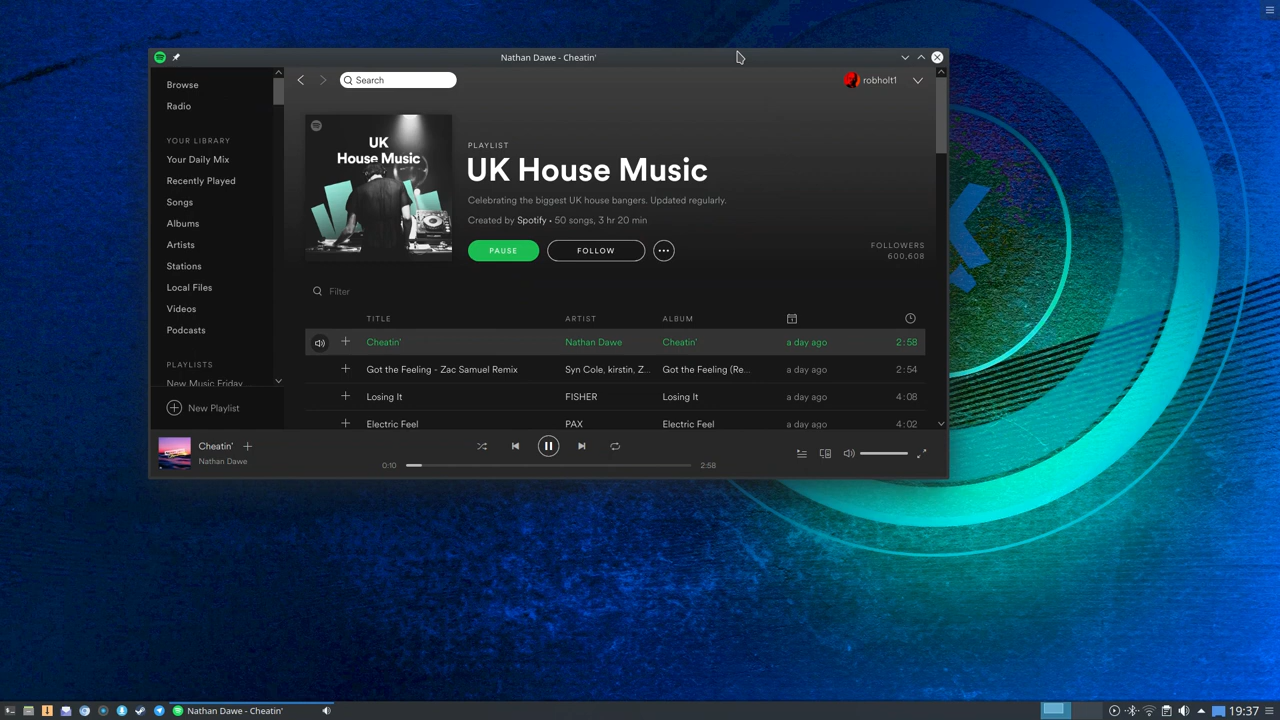 Nathan Dawe - Cheatin'
Browse
Radio
YOUR LIBRARY
Your Daily Mix
Recently Played
Songs
Albums
Artists
Stations
Local Files
Videos
Podcasts
PLAYLISTS
New Music Friday
New Playlist
Search
robholt1
UK
House Music
PLAYLIST
UK House Music
Celebrating the biggest UK house bangers. Updated regularly.
Created by Spotify • 50 songs, 3 hr 20 min
PAUSE FOLLOW
FOLLOWERS
600,608
Filter
TITLE ARTIST ALBUM
Cheatin' Nathan Dawe Cheatin' a day ago 2:58
Got the Feeling - Zac Samuel Remix Syn Cole, kirstin, Z... Got the Feeling (Re... a day ago 2:54
Losing It FISHER Losing It a day ago 4:08
Electric Feel PAX Electric Feel a day ago 4:02
Cheatin'
Nathan Dawe
0:10 2:58
Nathan Dawe - Cheatin' 19:37